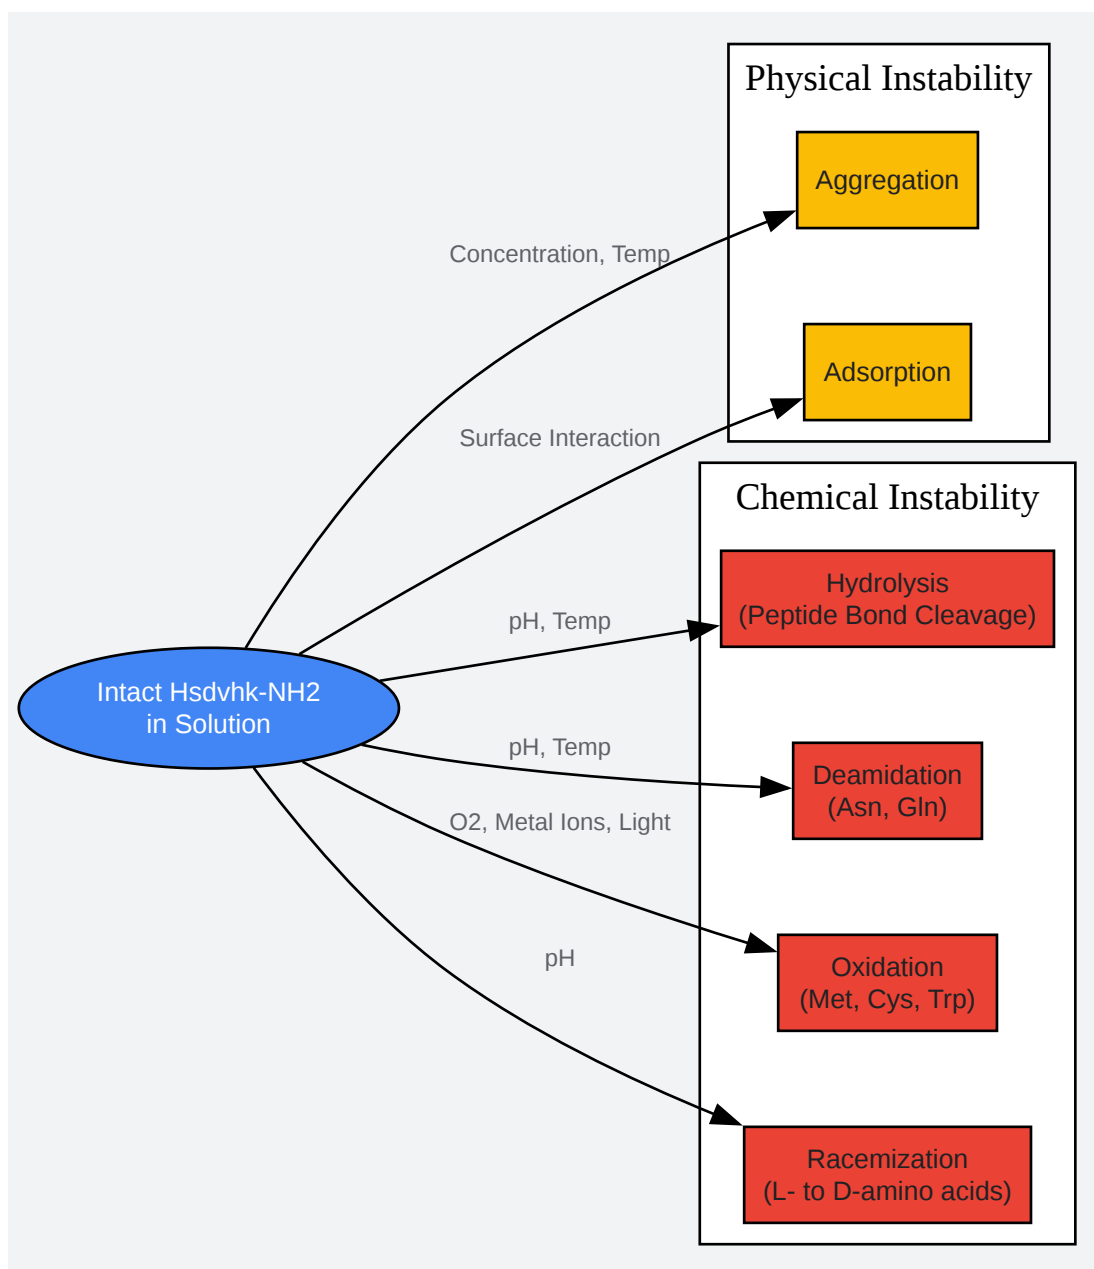 Physical Instability
Aggregation
Concentration, Temp
Adsorption
Surface Interaction
Chemical Instability
Hydrolysis
(Peptide Bond Cleavage)
pH, Temp
Intact Hsdvhk-NH2
in Solution
pH, Temp
Deamidation
(Asn, Gln)
O2, Metal Ions, Light
Oxidation
(Met, Cys, Trp)
pH
Racemization
(L- to D-amino acids)